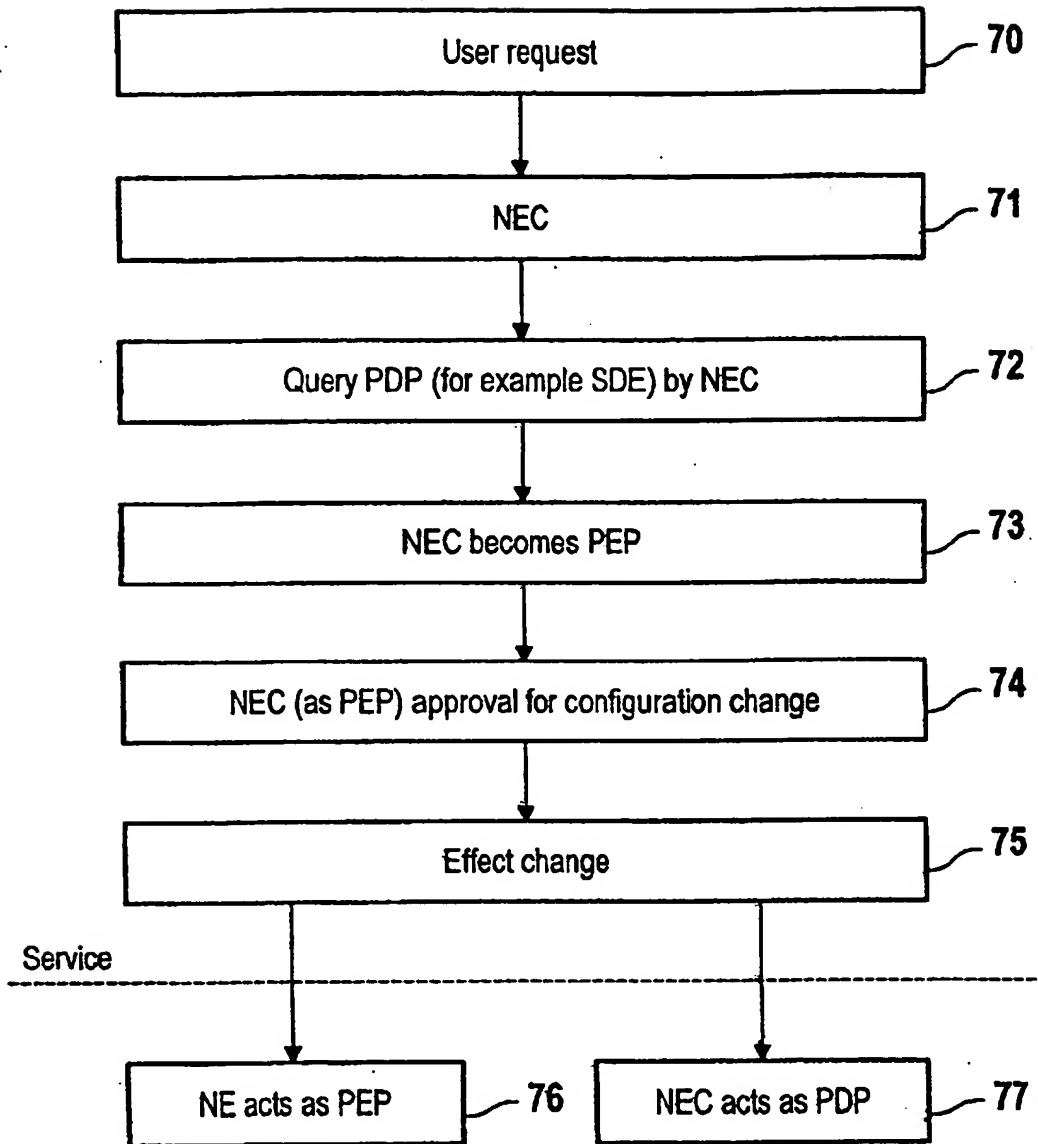 User request
70
NEC
71
Query PDP (for example SDE) by NEC
72
NEC becomes PEP
73
NEC (as PEP) approval for configuration change
74
Effect change
75
Service
NE acts as PEP
76
NEC acts as PDP
77